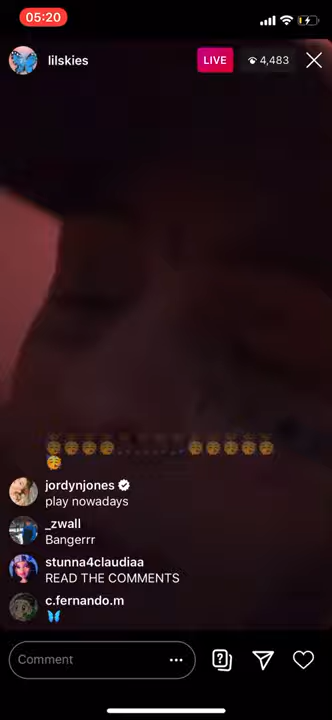 05:20
lilskies
LIVE
4,483
🥳🥳🥳🥳.........🥳🥳🥳🥳🥳
🥳
jordynjones
play nowadays
_zwall
Bangerrr
stunna4claudiaa
READ THE COMMENTS
c.fernando.m
🦋
Comment